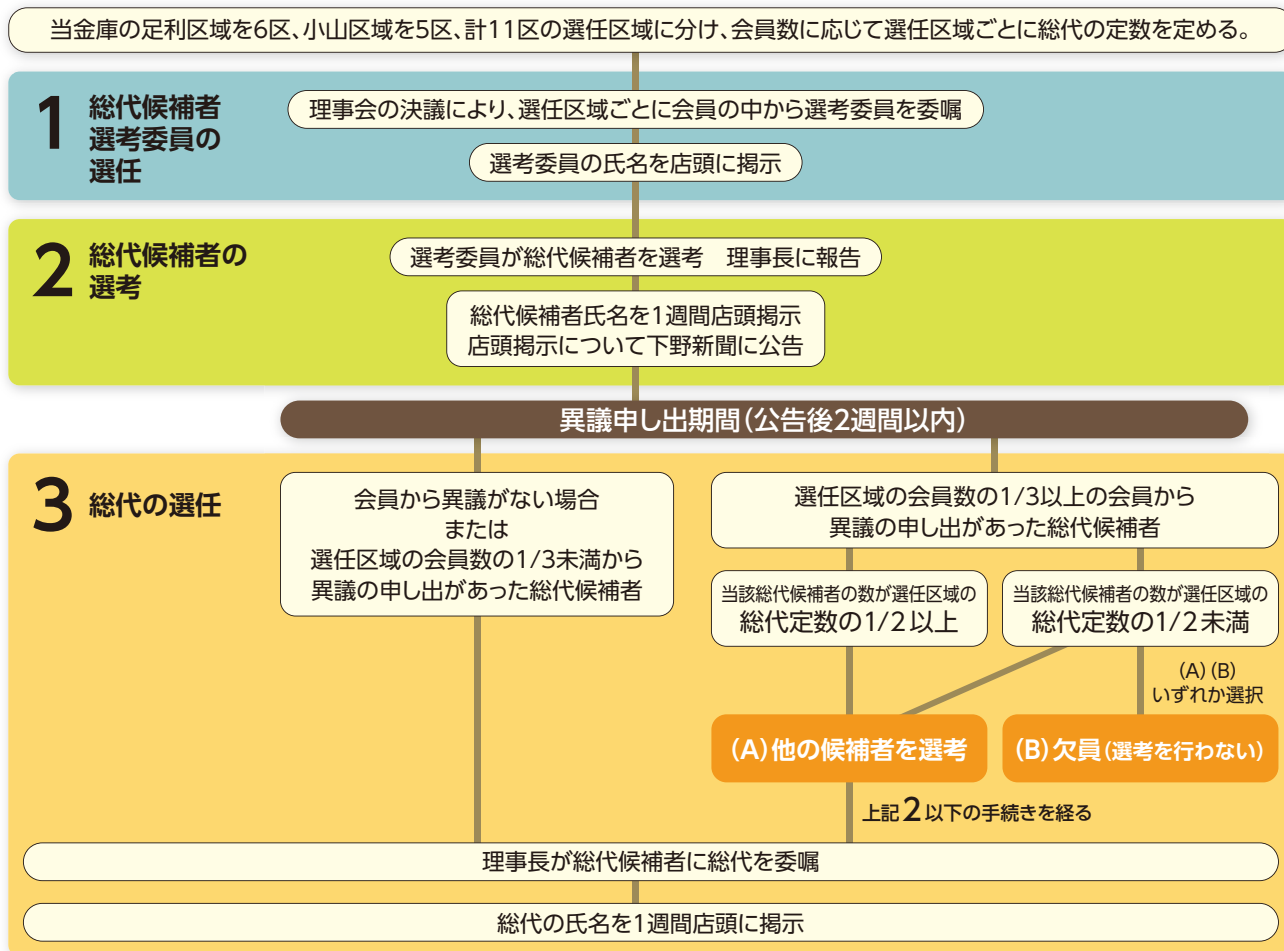 当金庫の足利区域を6区、小山区域を5区、計11区の選任区域に分け、会員数に応じて選任区域ごとに総代の定数を定める。
1 総代候補者
選考委員の
選任
理事会の決議により、選任区域ごとに会員の中から選考委員を委嘱
選考委員の氏名を店頭に掲示
2 総代候補者の
選考
選考委員が総代候補者を選考　理事長に報告
総代候補者氏名を1週間店頭掲示
店頭掲示について下野新聞に公告
異議申し出期間(公告後2週間以内)
3 総代の選任
会員から異議がない場合
または
選任区域の会員数の1/3未満から
異議の申し出があった総代候補者
選任区域の会員数の1/3以上の会員から
異議の申し出があった総代候補者
当該総代候補者の数が選任区域の
総代定数の1/2以上
当該総代候補者の数が選任区域の
総代定数の1/2未満
(A)(B)
いずれか選択
(A)他の候補者を選考
(B)欠員(選考を行わない)
上記2以下の手続きを経る
理事長が総代候補者に総代を委嘱
総代の氏名を1週間店頭に掲示